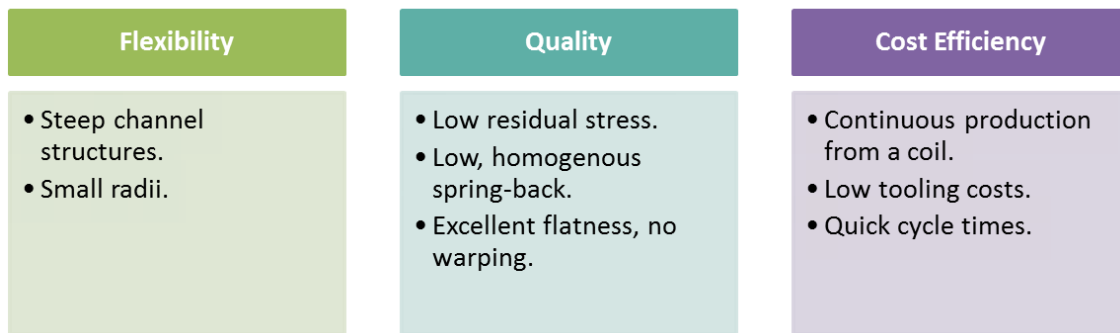 Flexibility
• Steep channel
structures.
• Small radii.
Quality
• Low residual stress.
• Low, homogenous
spring-back.
• Excellent flatness, no
warping.
Cost Efficiency
• Continuous production
from a coil.
• Low tooling costs.
• Quick cycle times.